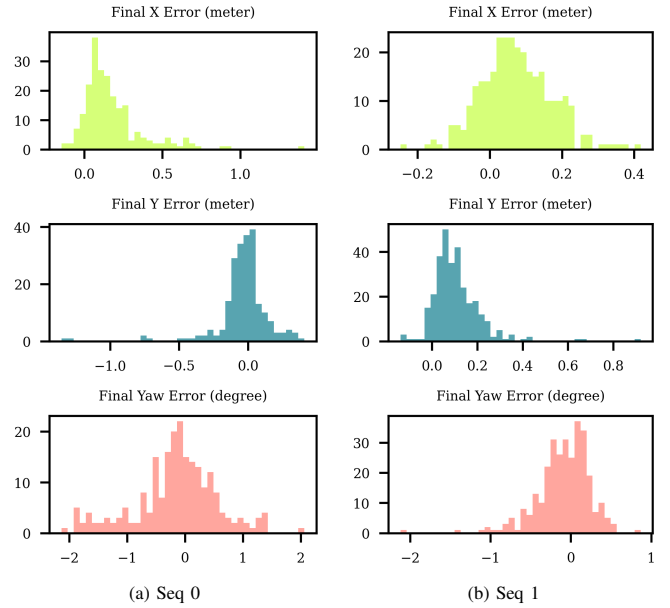 Final X Error (meter)
30
20
10
0
0.0 0.5 1.0
Final Y Error (meter)
40
20
0
−1.0 −0.5 0.0
Final Yaw Error (degree)
20
10
0
−2 −1 0 1 2
(a) Seq 0
Final X Error (meter)
20
10
0
−0.2 0.0 0.2 0.4
Final Y Error (meter)
40
20
0
0.0 0.2 0.4 0.6 0.8
Final Yaw Error (degree)
30
20
10
0
−2 −1 0 1
(b) Seq 1